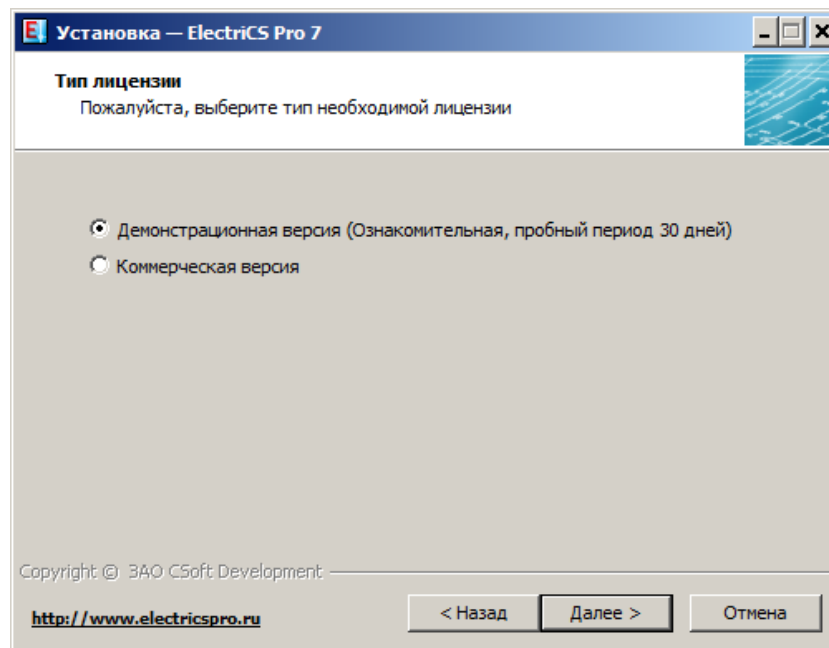 Установка — ElectriCS Pro 7
Тип лицензии
Пожалуйста, выберите тип необходимой лицензии
Демонстрационная версия (Ознакомительная, пробный период 30 дней)
Коммерческая версия
Copyright © ЗАО CSoft Development
http://www.electricspro.ru
< Назад
Далее >
Отмена